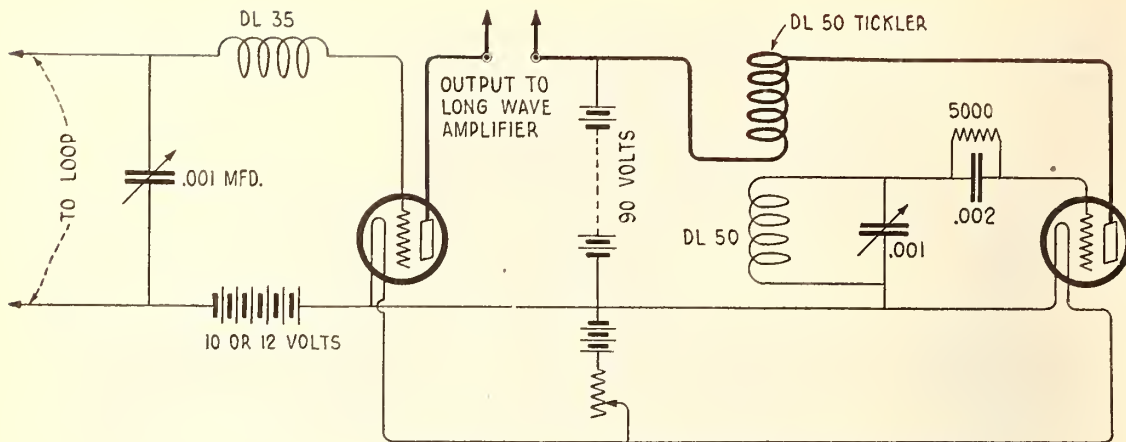 DL 35
DL 50 TICKLER
OUTPUT TO
LONG WAVE
AMPLIFIER
5000
TO LOOP
.001 MFD.
90 VOLTS
.002
DL 50
.001
10 OR 12 VOLTS